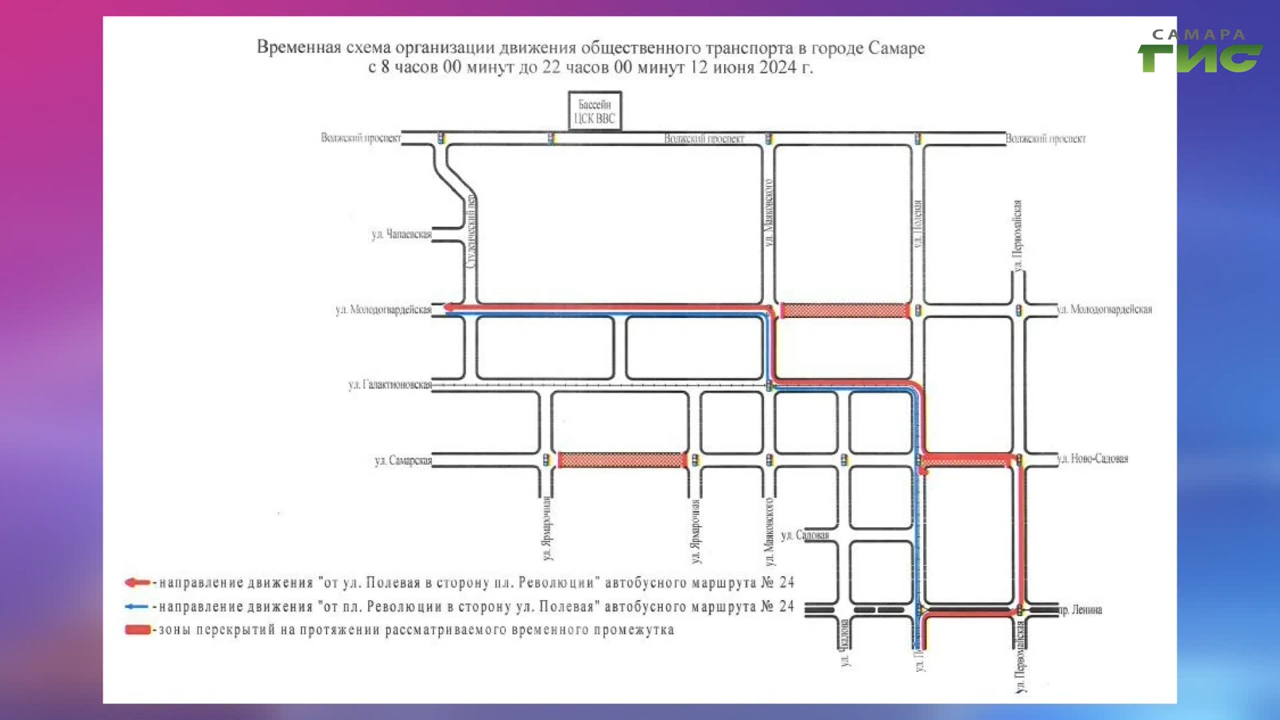 Временная схема организации движения общественного транспорта в городе Самаре
с 8 часов 00 минут до 22 часов 00 минут 12 июня 2024 г.
САМАРА
ГИС
Бассейн
ЦСК ВВС
Волжский проспект
Волжский проспект
Волжский проспект
ул. Чапаевская
Студенческий пер.
ул. Маяковского
ул. Полевая
ул. Первомайская
ул. Молодогвардейская
ул. Молодогвардейская
ул. Галактионовская
ул. Самарская
ул. Ново-Садовая
ул. Ярмарочная
ул. Ярмарочная
ул. Маяковского
ул. Садовая
пр. Ленина
ул. Чкалова
ул.
ул. Первомайская
-направление движения "от ул. Полевая в сторону пл. Революции" автобусного маршрута № 24
-направление движения "от пл. Революции в сторону ул. Полевая" автобусного маршрута № 24
-зоны перекрытий на протяжении рассматриваемого временного промежутка